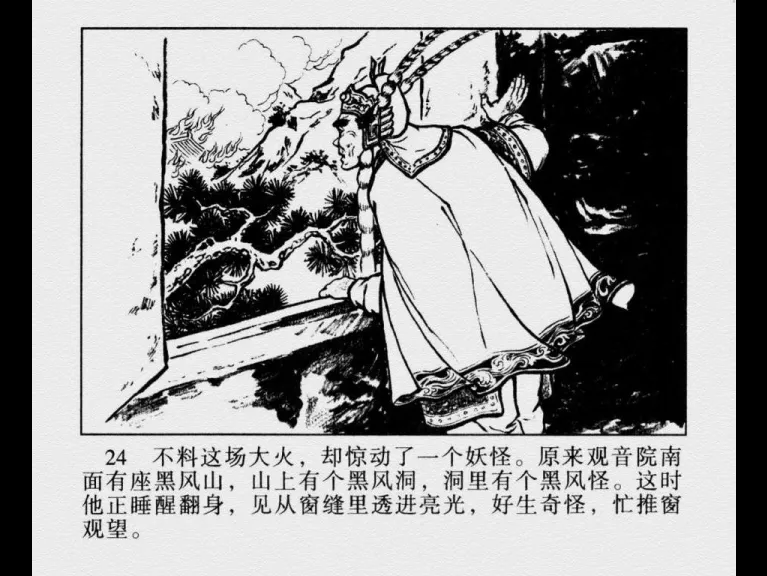 24 不料这场大火，却惊动了一个妖怪。原来观音院南
面有座黑风山，山上有个黑风洞，洞里有个黑风怪。这时
他正睡醒翻身，见从窗缝里透进亮光，好生奇怪，忙推窗
观望。